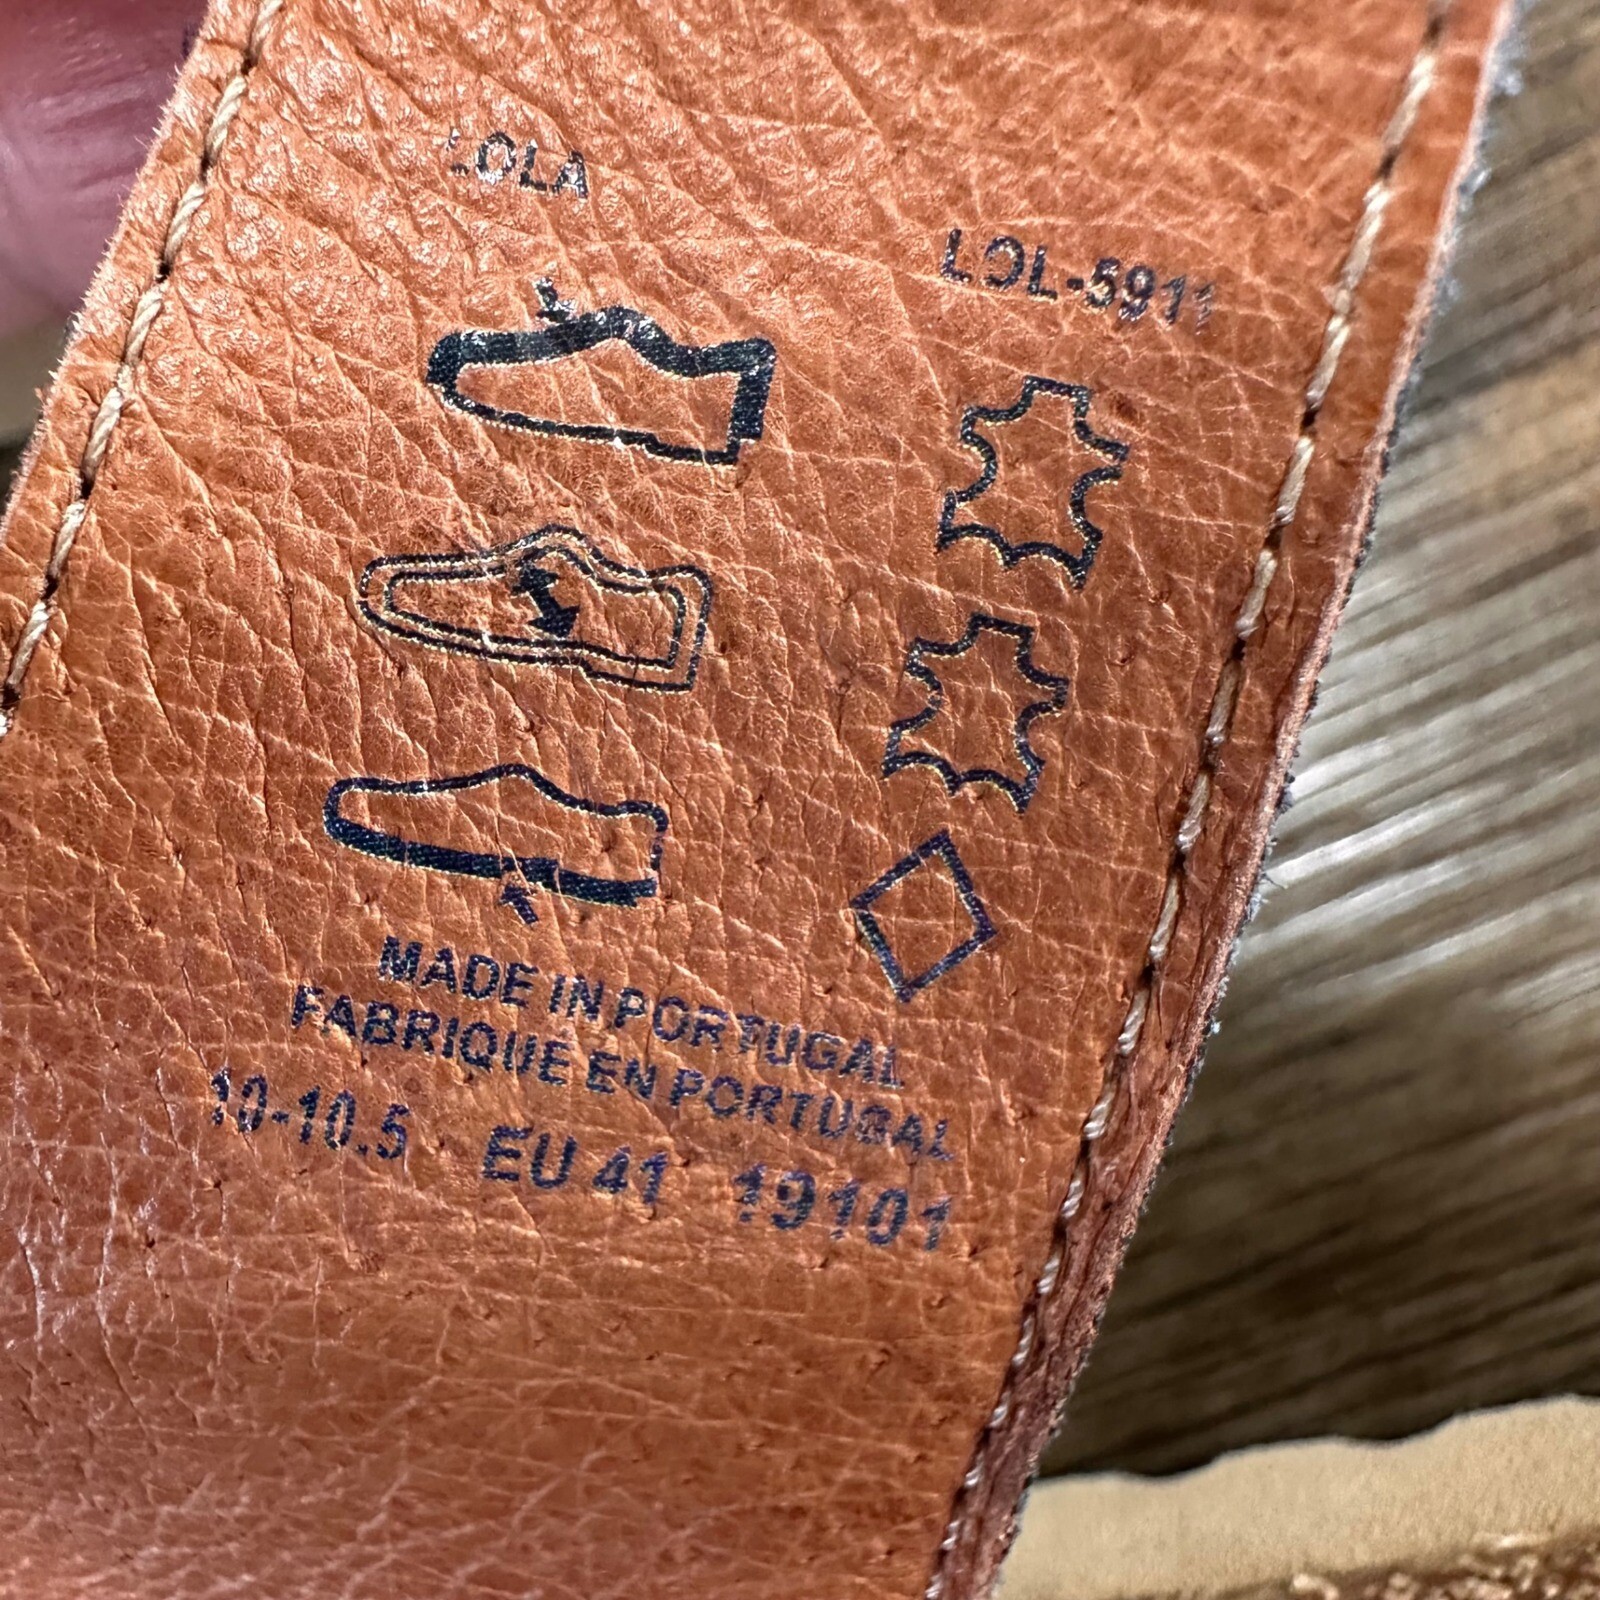 LOLA
LOL-5911
MADE IN PORTUGAL
FABRIQUE EN PORTUGAL
10-10.5 EU 41 19101